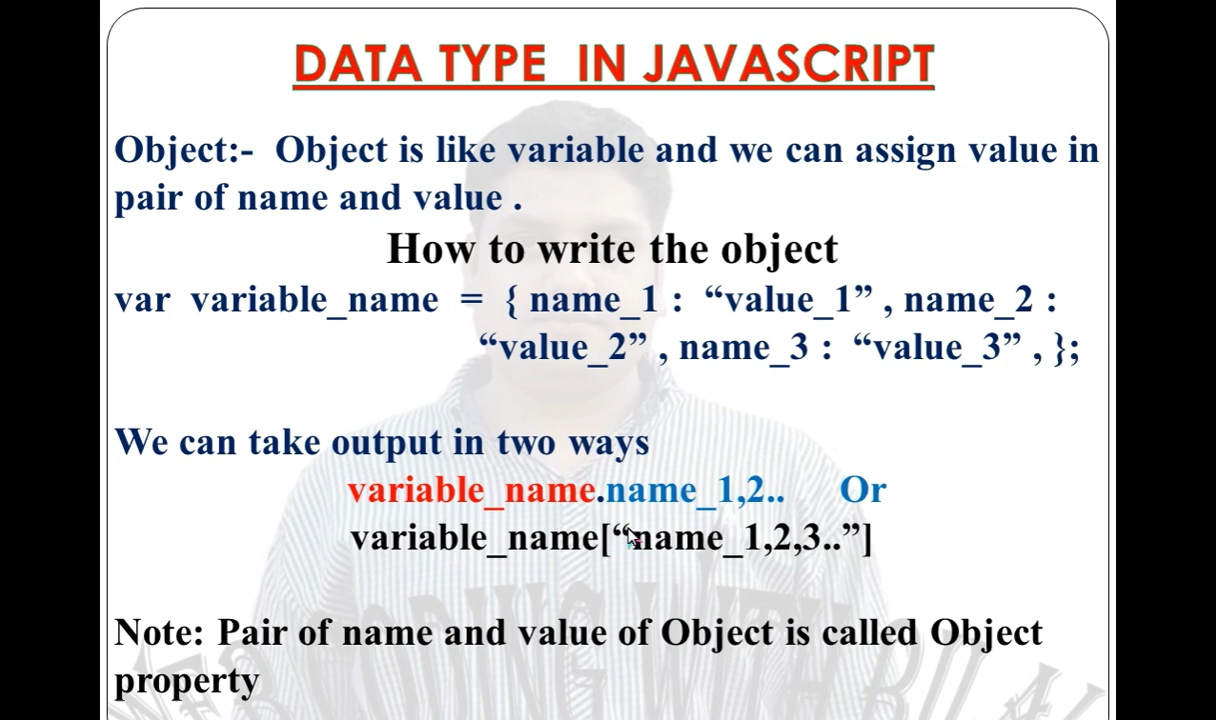 DATA TYPE IN JAVASCRIPT
Object:- Object is like variable and we can assign value in
pair of name and value .
How to write the object
var variable_name = { name_1 : “value_1” , name_2 :
“value_2” , name_3 : “value_3” , };
We can take output in two ways
variable_name.name_1,2.. Or
variable_name[“name_1,2,3..”]
Note: Pair of name and value of Object is called Object
property
CODING WITH